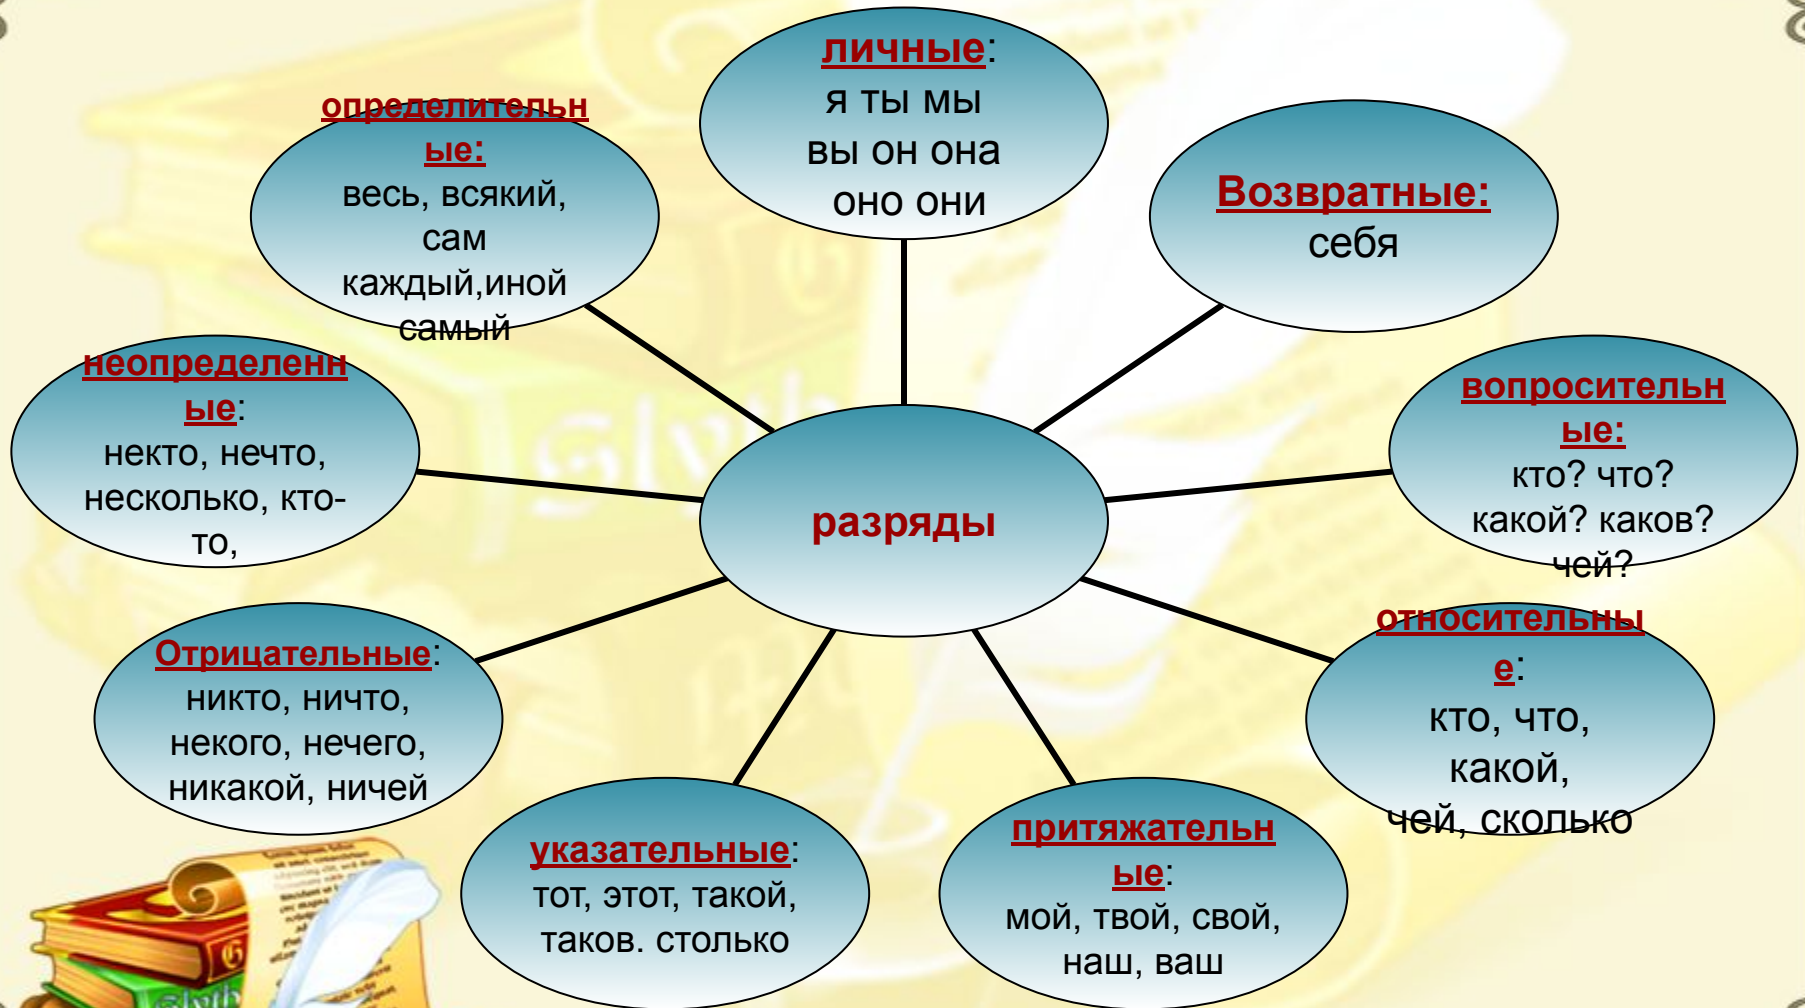 личные:
я ты мы
вы он она
оно они
Возвратные:
себя
вопросительн
ые:
кто? что?
какой? каков?
чей?
относительны
е:
кто, что,
какой,
чей, сколько
притяжательн
ые:
мой, твой, свой,
наш, ваш
указательные:
тот, этот, такой,
таков. столько
Отрицательные:
никто, ничто,
некого, нечего,
никакой, ничей
неопределенн
ые:
некто, нечто,
несколько, кто-
то,
определительн
ые:
весь, всякий,
сам
каждый,иной
самый
разряды